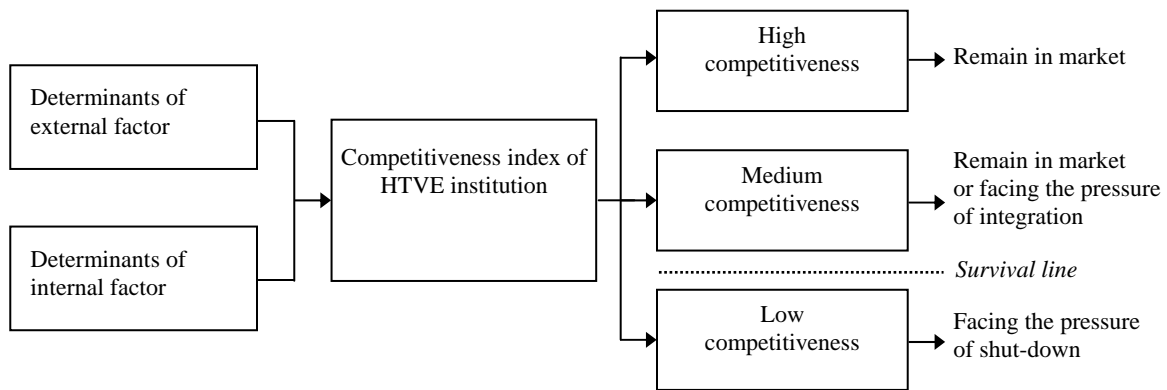 Determinants of
external factor
Determinants of
internal factor
Competitiveness index of
HTVE institution
High
competitiveness
Remain in market
Medium
competitiveness
Remain in market
or facing the pressure
of integration
Survival line
Low
competitiveness
Facing the pressure
of shut-down